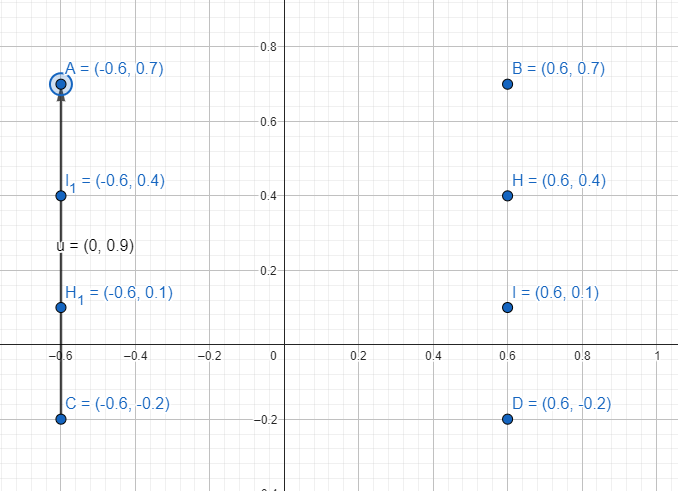 0.8
A = (-0.6, 0.7)
B = (0.6, 0.7)
0.6
I₁ = (-0.6, 0.4)
H = (0.6, 0.4)
0.4
u = (0, 0.9)
0.2
H₁ = (-0.6, 0.1)
I = (0.6, 0.1)
–0.6 –0.4 –0.2 0 0.2 0.4 0.6 0.8 1
C = (-0.6, -0.2)
D = (0.6, -0.2)
–0.2